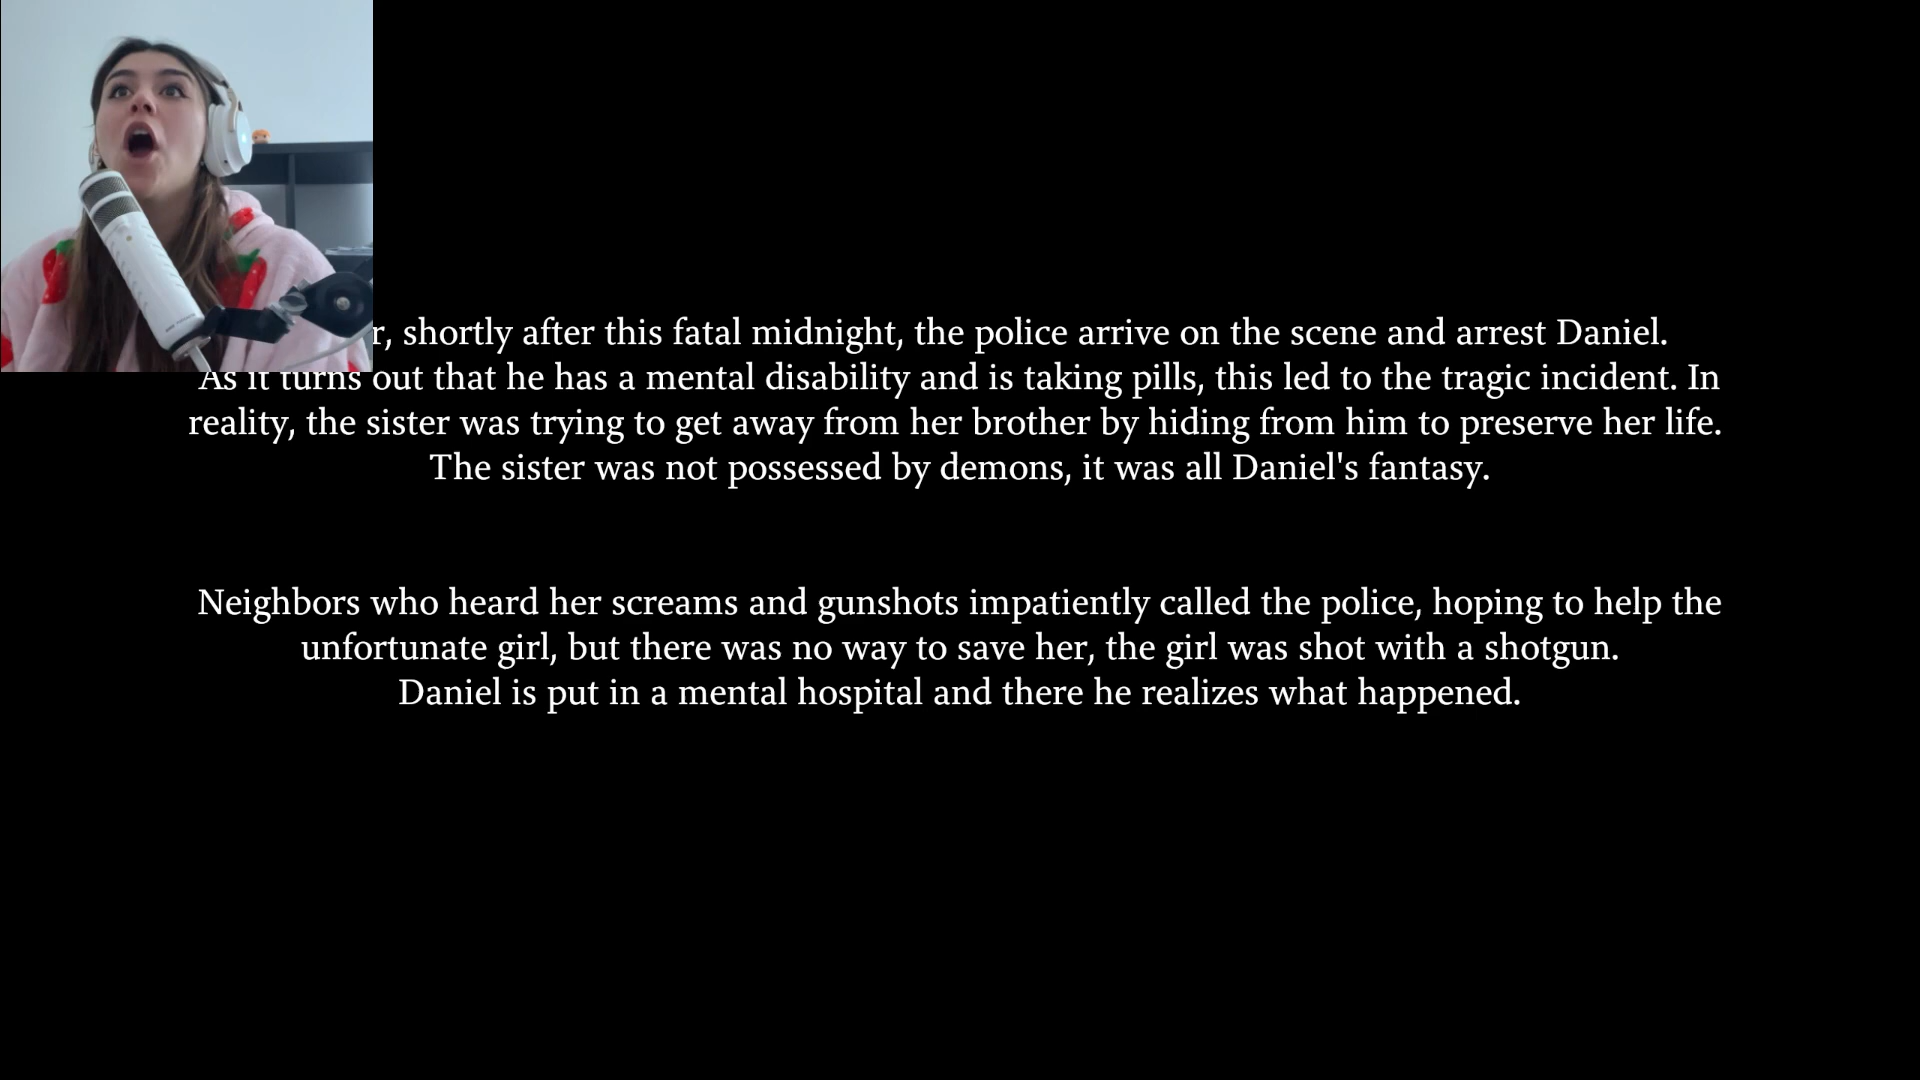 shortly after this fatal midnight, the police arrive on the scene and arrest Daniel.
As it turns out that he has a mental disability and is taking pills, this led to the tragic incident. In
reality, the sister was trying to get away from her brother by hiding from him to preserve her life.
The sister was not possessed by demons, it was all Daniel's fantasy.
Neighbors who heard her screams and gunshots impatiently called the police, hoping to help the
unfortunate girl, but there was no way to save her, the girl was shot with a shotgun.
Daniel is put in a mental hospital and there he realizes what happened.